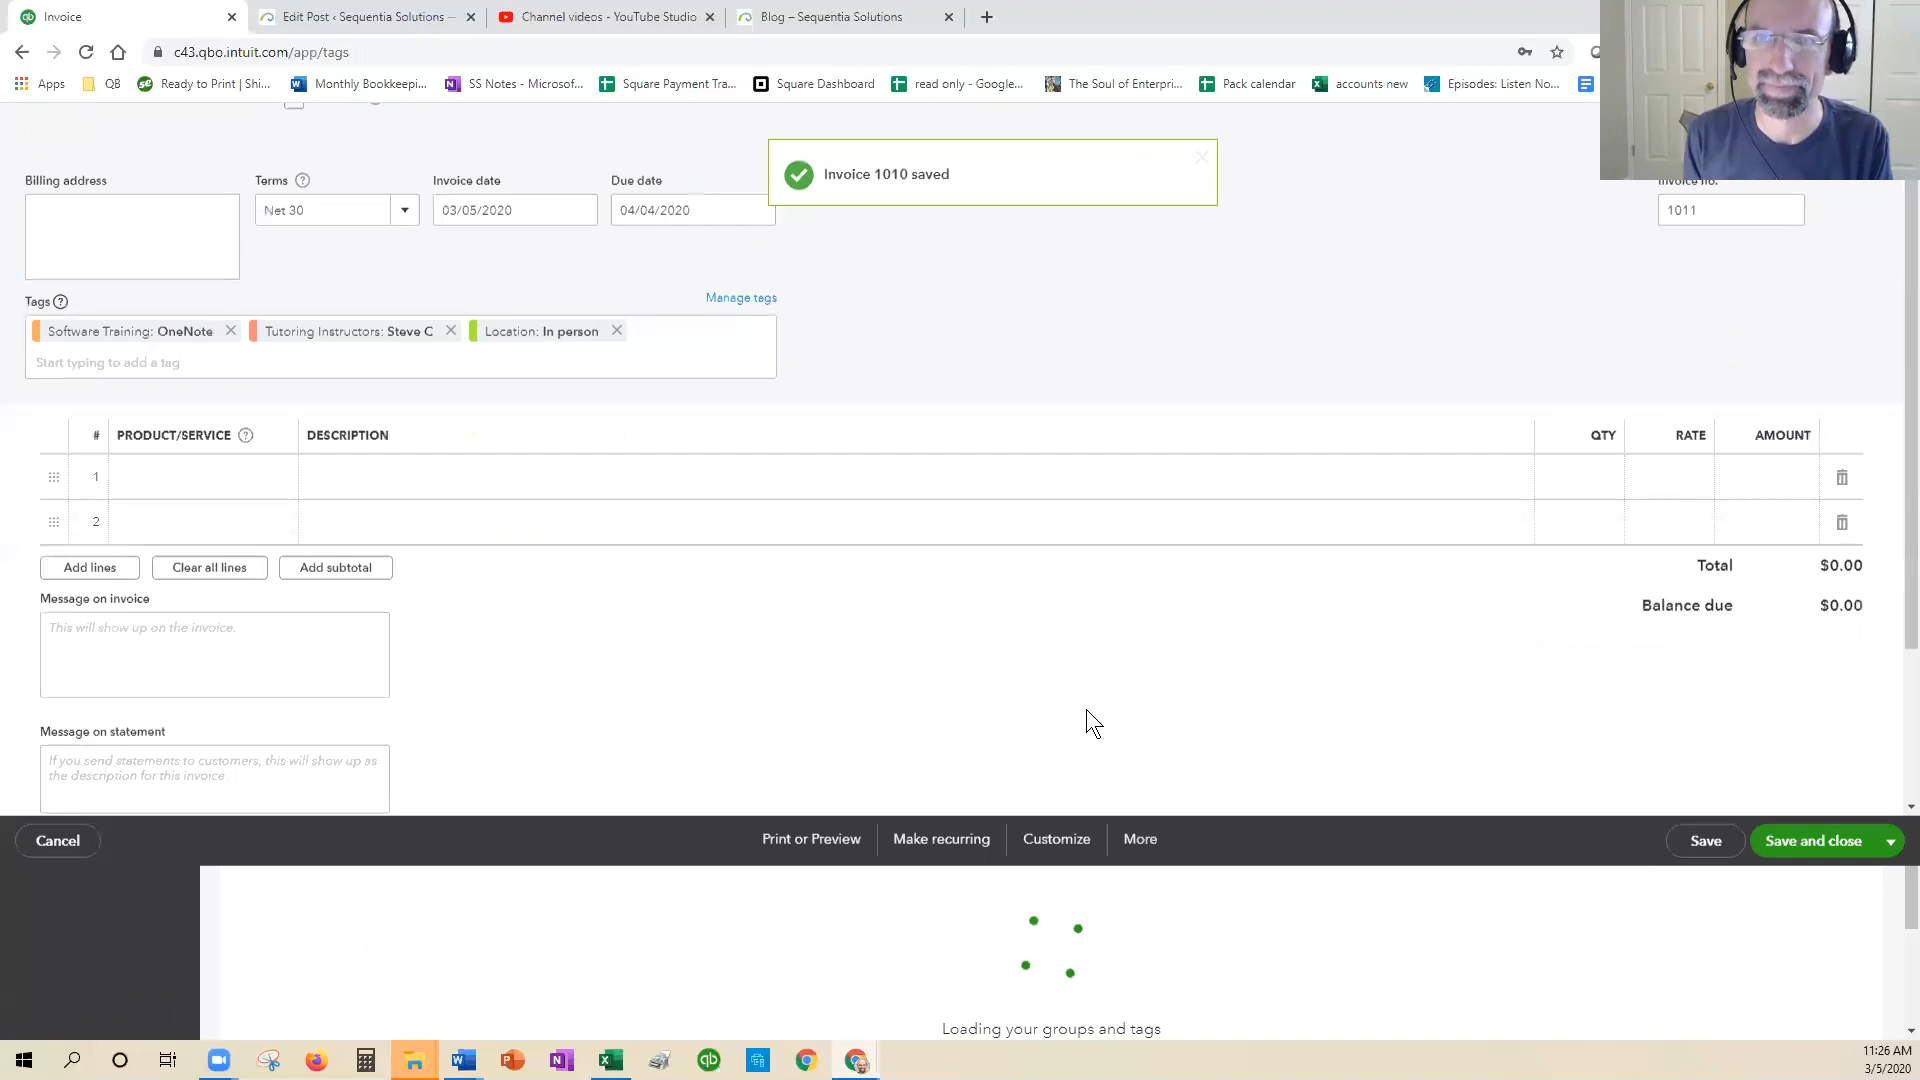 Invoice
Edit Post ‹ Sequentia Solutions —
Channel videos - YouTube Studio
Blog – Sequentia Solutions
c43.qbo.intuit.com/app/tags
Apps
QB
Ready to Print | Shi...
Monthly Bookkeepi...
SS Notes - Microsof...
Square Payment Tra...
Square Dashboard
read only - Google...
The Soul of Enterpri...
Pack calendar
accounts new
Episodes: Listen No...
Invoice 1010 saved
Billing address
Terms
Invoice date
Due date
Invoice no.
Net 30
03/05/2020
04/04/2020
1011
Tags
Manage tags
Software Training: OneNote
Tutoring Instructors: Steve C
Location: In person
Start typing to add a tag
# PRODUCT/SERVICE DESCRIPTION QTY RATE AMOUNT
1
2
Add lines
Clear all lines
Add subtotal
Total $0.00
Balance due $0.00
Message on invoice
This will show up on the invoice.
Message on statement
If you send statements to customers, this will show up as
the description for this invoice.
Cancel
Print or Preview
Make recurring
Customize
More
Save
Save and close
Loading your groups and tags
11:26 AM
3/5/2020